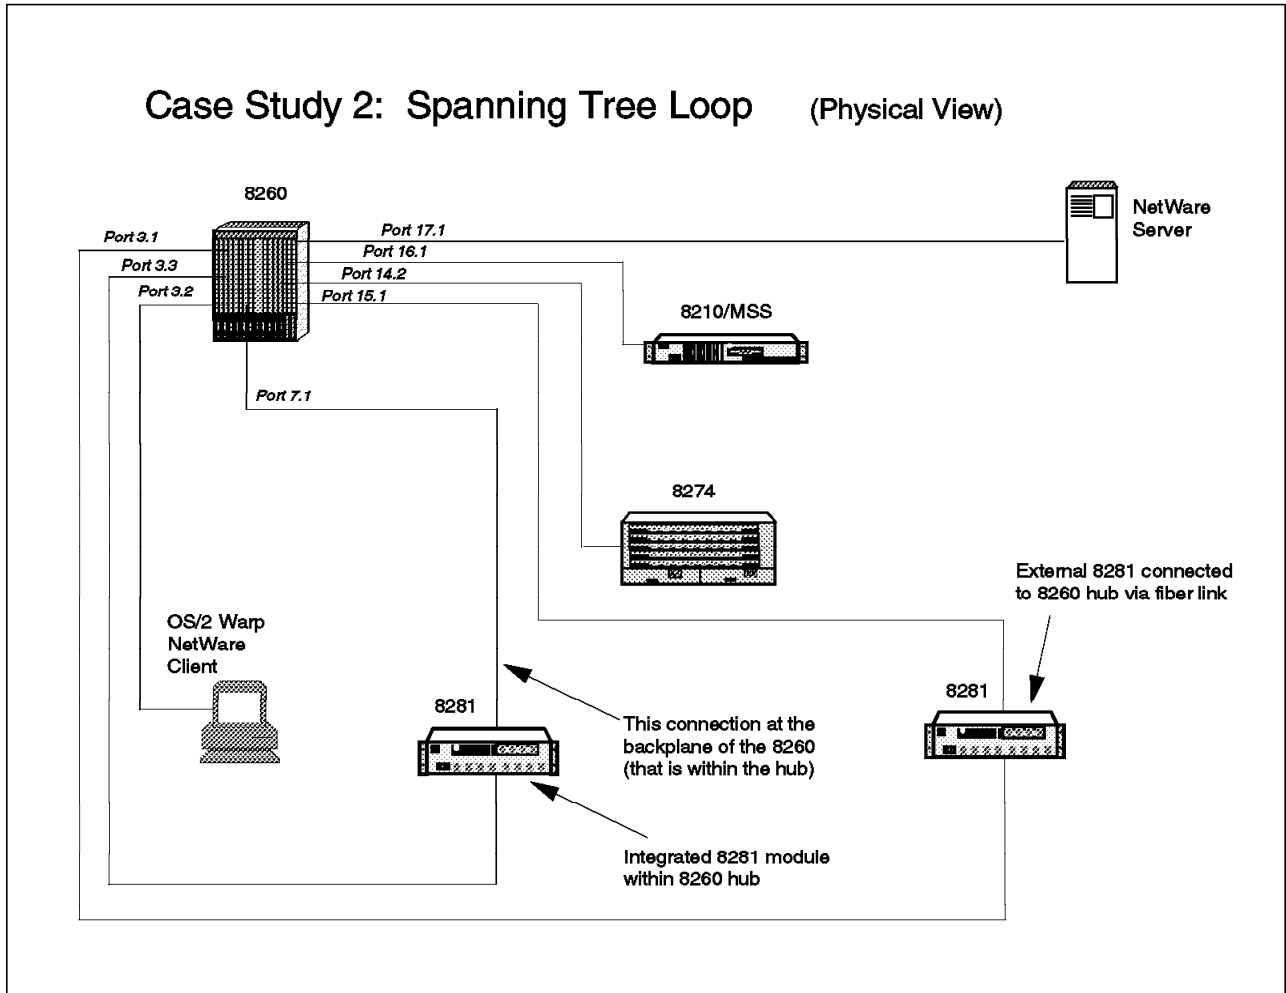 Case Study 2: Spanning Tree Loop (Physical View)
8260
Port 3.1
Port 3.3
Port 3.2
Port 17.1
Port 16.1
Port 14.2
Port 15.1
Port 7.1
NetWare
Server
8210/MSS
8274
External 8281 connected
to 8260 hub via fiber link
OS/2 Warp
NetWare
Client
8281
8281
This connection at the
backplane of the 8260
(that is within the hub)
Integrated 8281 module
within 8260 hub